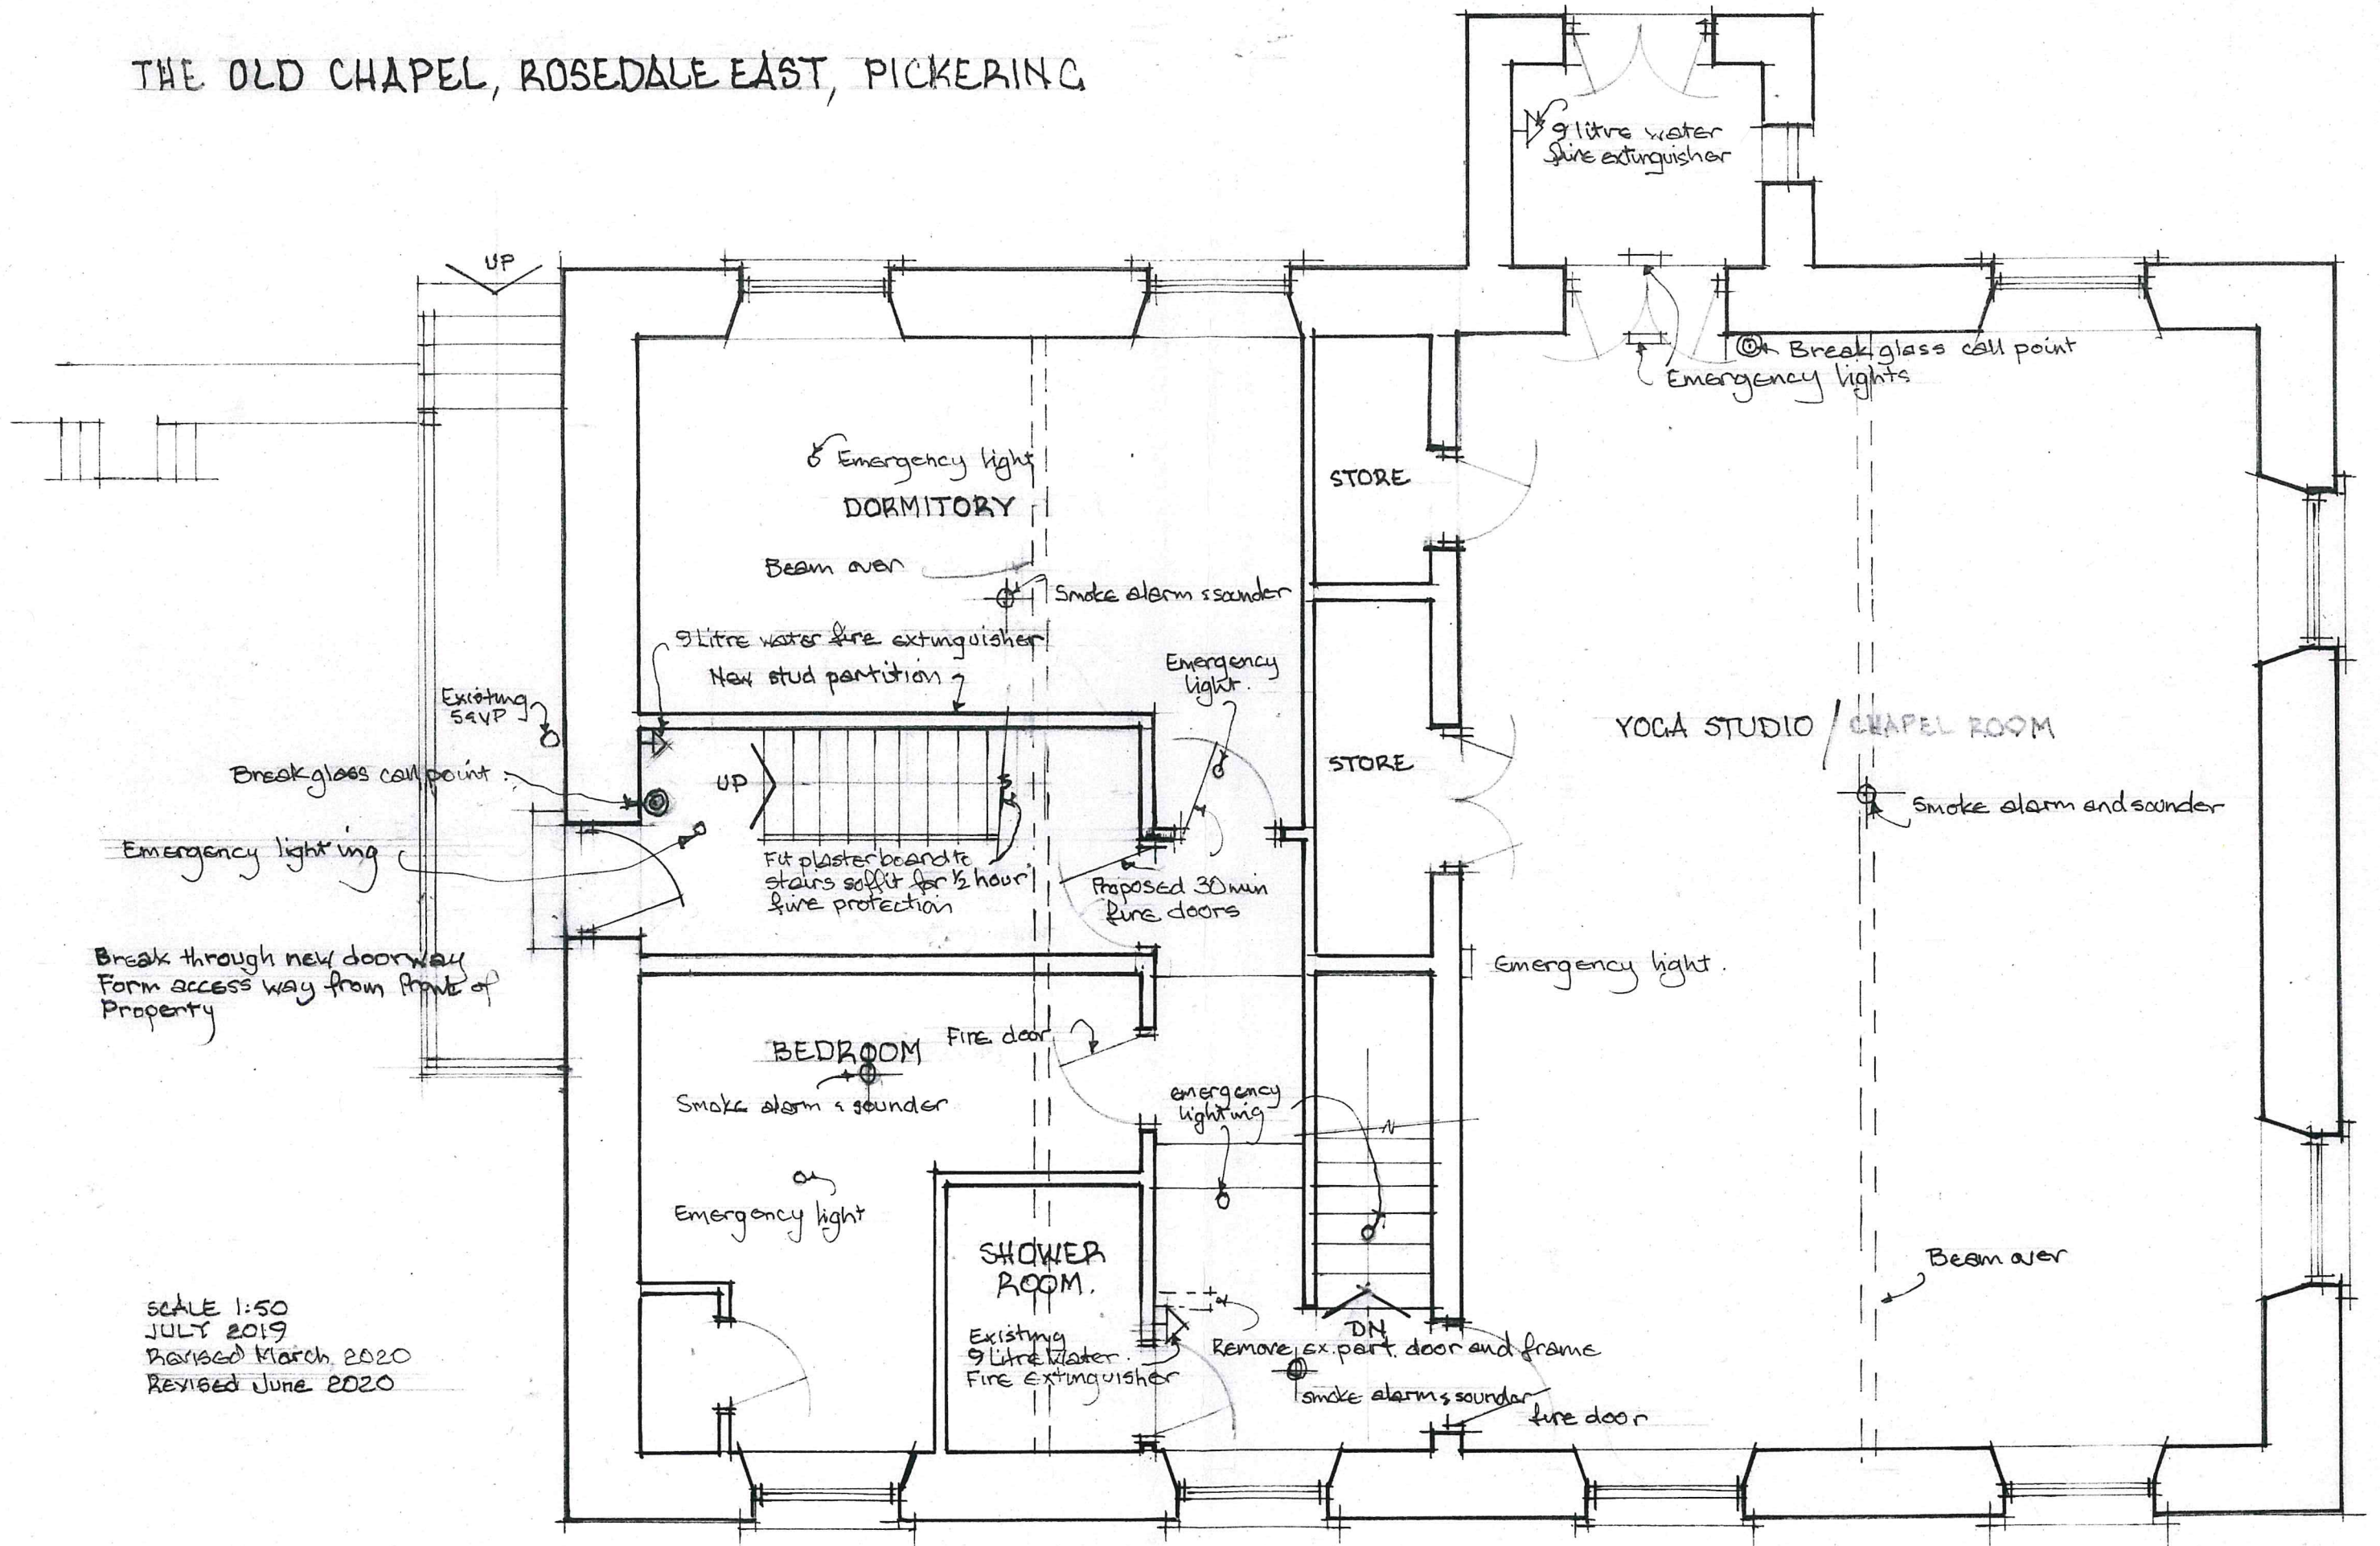 THE OLD CHAPEL, ROSEDALE EAST, PICKERING
9 litre water
fire extinguisher
UP
Break glass call point
Emergency lights
Emergency light
DORMITORY
STORE
Beam over
Smoke alarm & sounder
9 Litre water fire extinguisher
New stud partition
Emergency
light.
Existing
S&VP
YOGA STUDIO / CHAPEL ROOM
STORE
Breakglass call point
UP
Smoke alarm and sounder
Emergency lighting
Fit plasterboard to
stairs soffit for ½ hour
fire protection
Proposed 30min
fire doors
Break through new doorway
Form access way from front of
Property
Emergency light.
Fire door
BEDROOM
Smoke alarm & sounder
emergency
lighting
Emergency light
SHOWER
ROOM.
Beam over
SCALE 1:50
JULY 2019
Revised March 2020
Revised June 2020
DN
Existing
9 Litre Water
Fire extinguisher
Remove ex. part. door and frame
smoke alarm & sounder
fire door